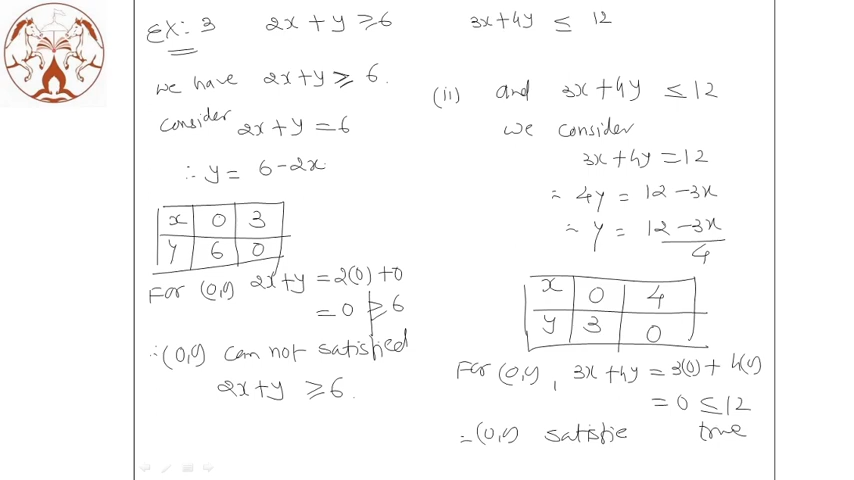 EX: 3 2x + y ≥ 6 3x + 4y ≤ 12
we have 2x + y ≥ 6.
consider 2x + y = 6
∴ y = 6 - 2x
x 0 3
y 6 0
For (0,0) 2x + y = 2(0) + 0
= 0 ≱ 6
∴ (0,0) can not satisfied
2x + y ≥ 6.
(ii) and 3x + 4y ≤ 12
we consider
3x + 4y = 12
∴ 4y = 12 - 3x
∴ y = (12 - 3x)/4
x 0 4
y 3 0
For (0,0), 3x + 4y = 3(0) + 4(0)
= 0 ≤ 12
∴ (0,0) satisfie true